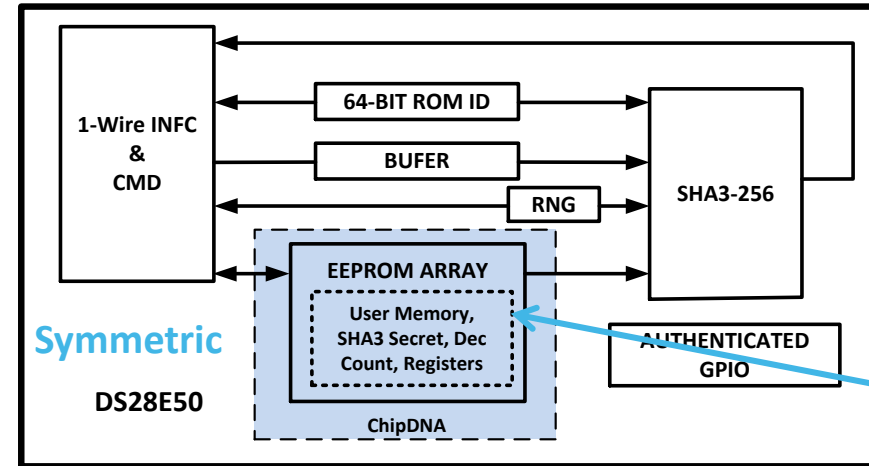 1-Wire INFC
&
CMD
64-BIT ROM ID
BUFER
RNG
SHA3-256
EEPROM ARRAY
User Memory,
SHA3 Secret, Dec
Count, Registers
ChipDNA
Symmetric
DS28E50
AUTHENTICATED
GPIO